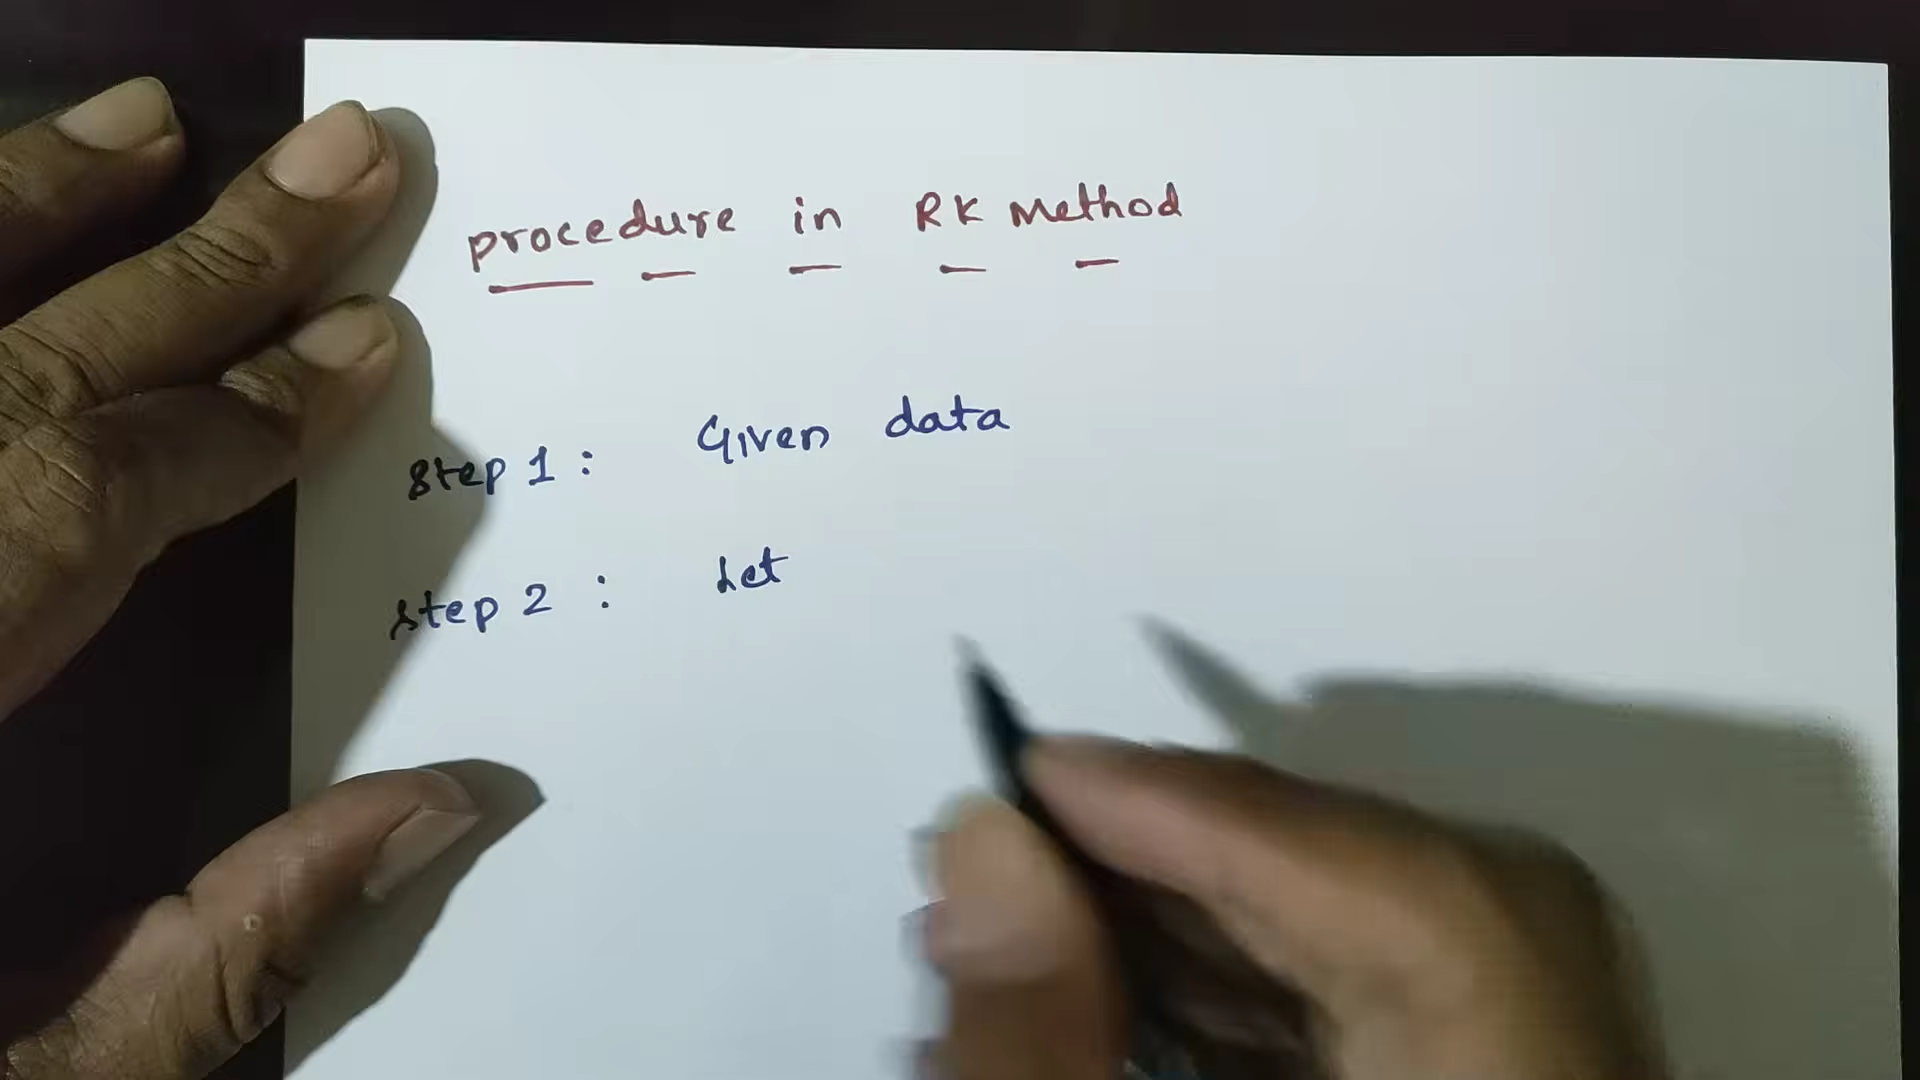 procedure in RK Method
step 1 : Given data
step 2 : Let